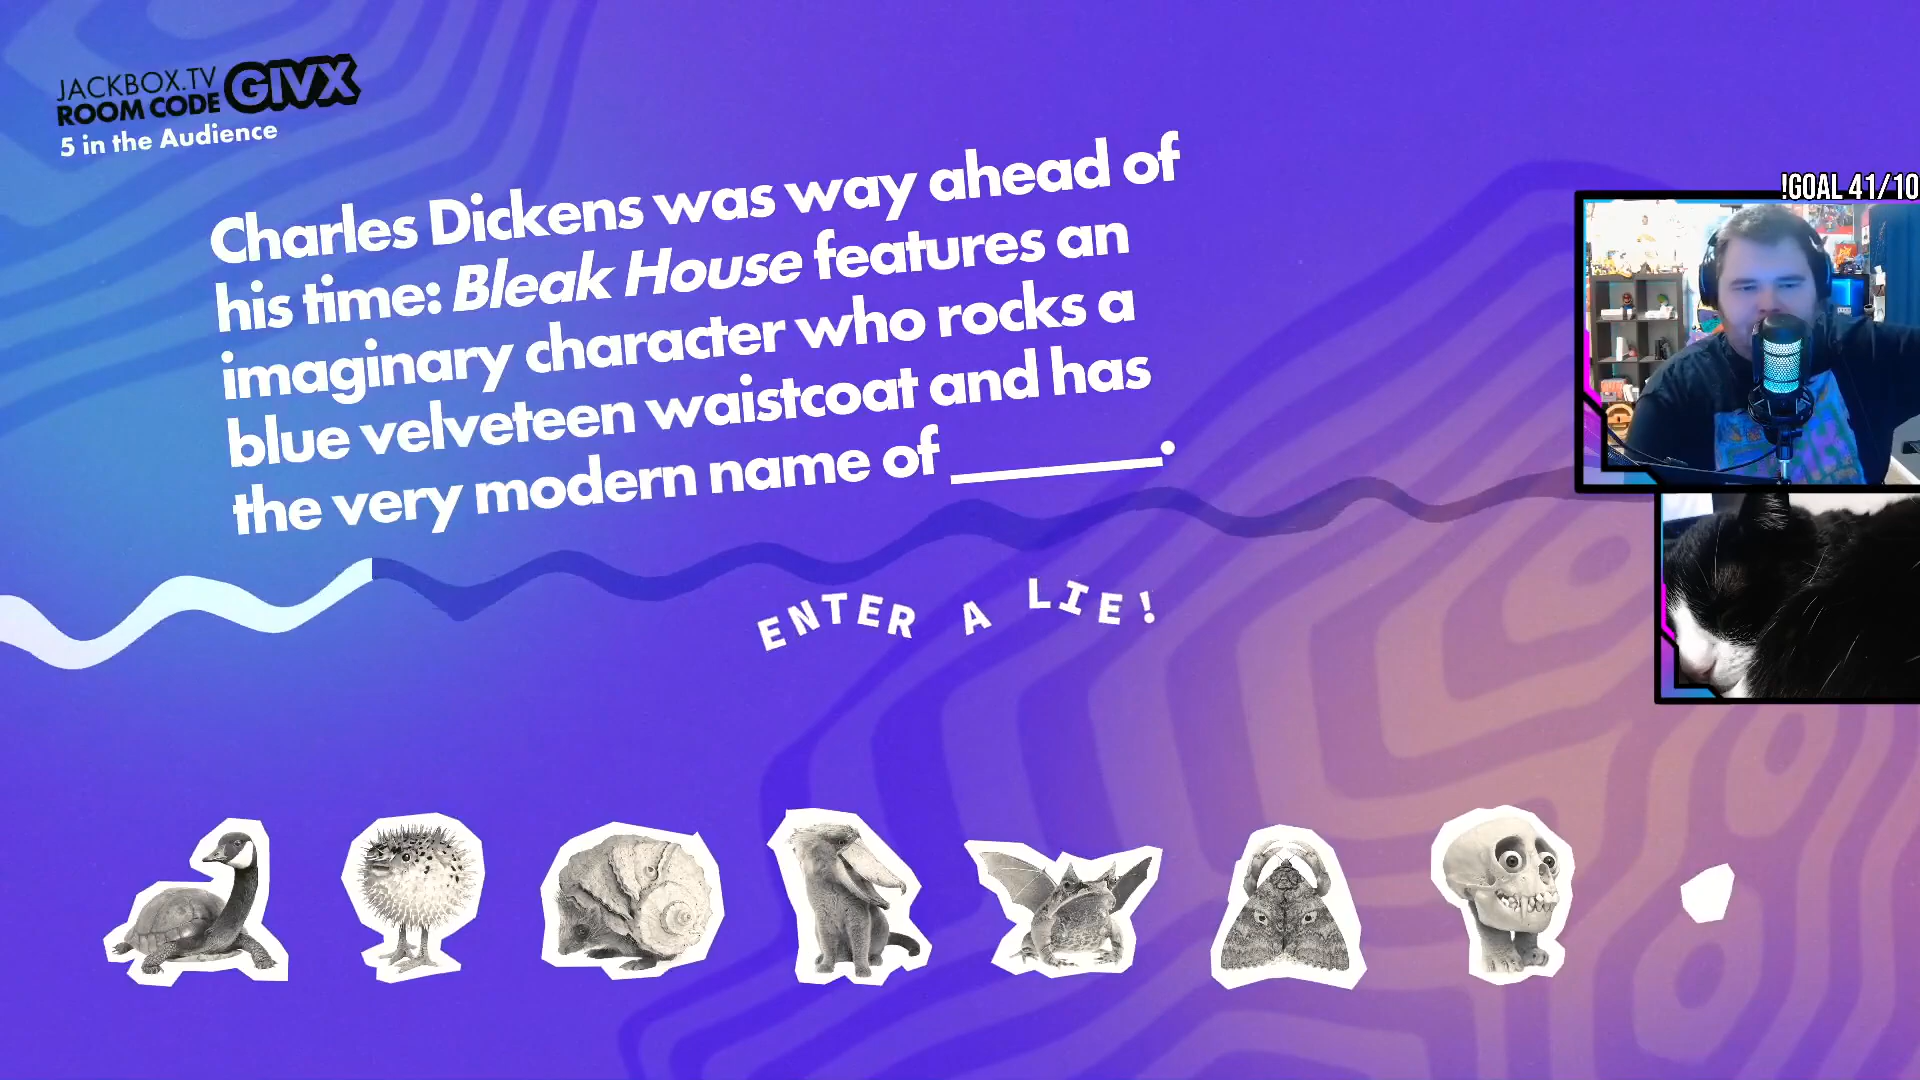 JACKBOX.TV
ROOM CODE GIVX
5 in the Audience
Charles Dickens was way ahead of
his time: Bleak House features an
imaginary character who rocks a
blue velveteen waistcoat and has
the very modern name of ______.
ENTER A LIE!
!GOAL 41/10